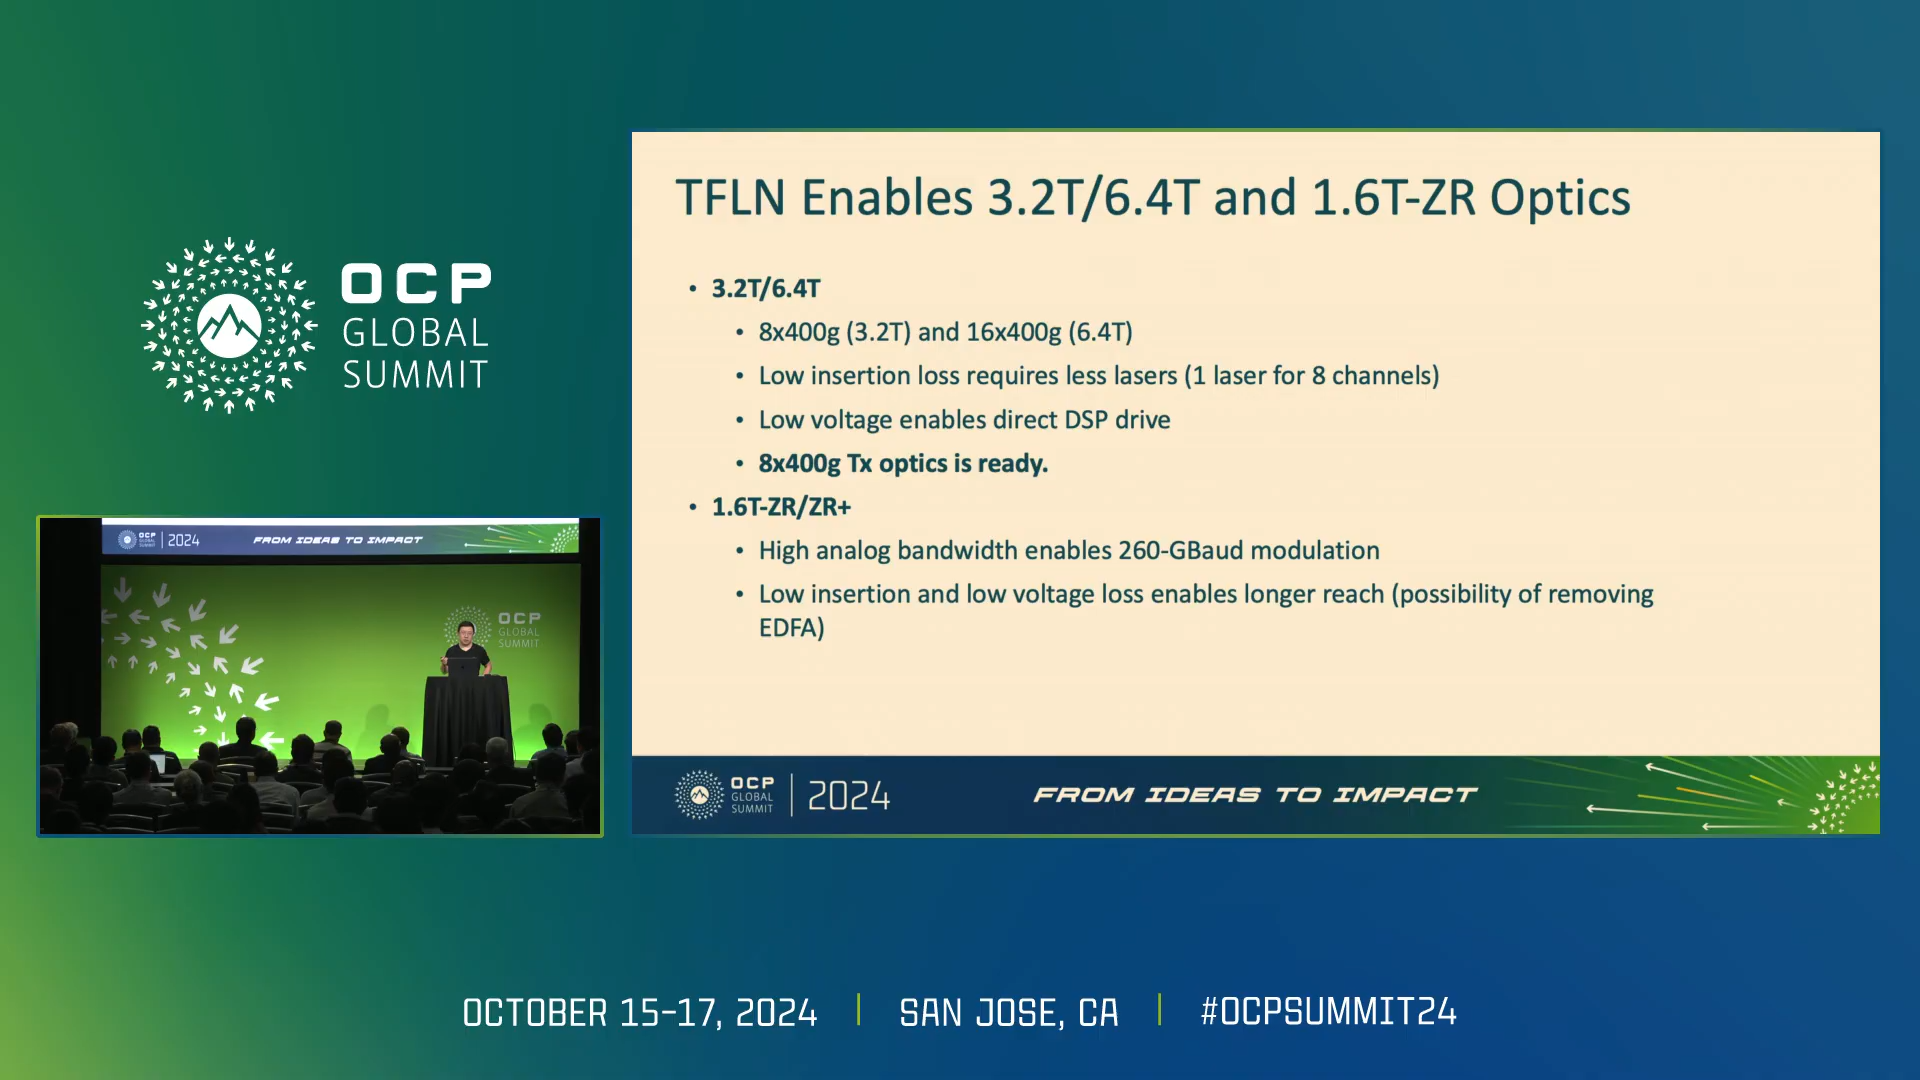 OCP
GLOBAL
SUMMIT
OCP
GLOBAL
SUMMIT
2024
FROM IDEAS TO IMPACT
OCP
GLOBAL
SUMMIT
TFLN Enables 3.2T/6.4T and 1.6T-ZR Optics
• 3.2T/6.4T
• 8x400g (3.2T) and 16x400g (6.4T)
• Low insertion loss requires less lasers (1 laser for 8 channels)
• Low voltage enables direct DSP drive
• 8x400g Tx optics is ready.
• 1.6T-ZR/ZR+
• High analog bandwidth enables 260-GBaud modulation
• Low insertion and low voltage loss enables longer reach (possibility of removing
EDFA)
OCP
GLOBAL
SUMMIT
2024
FROM IDEAS TO IMPACT
OCTOBER 15-17, 2024 | SAN JOSE, CA | #OCPSUMMIT24